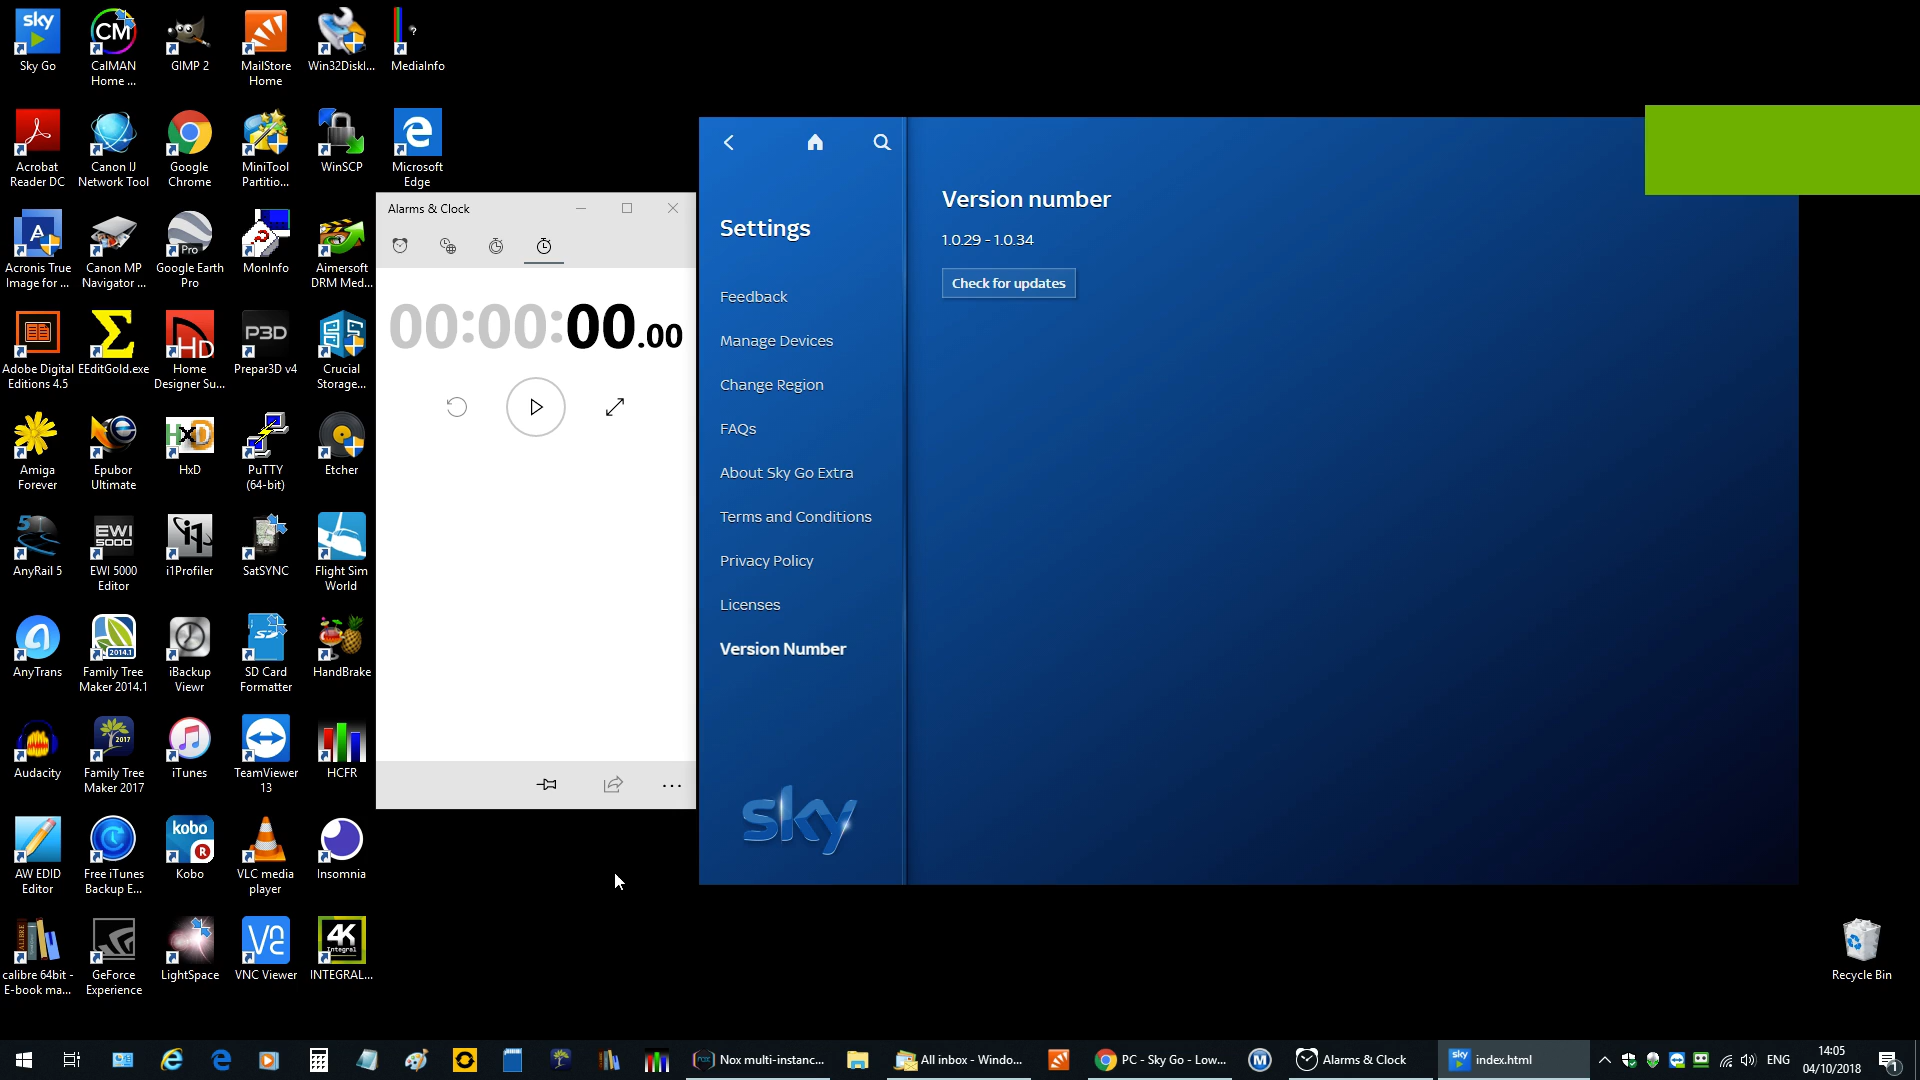 Sky Go
CalMAN
Home ...
GIMP 2
MailStore
Home
Win32DiskI...
MediaInfo
Acrobat
Reader DC
Canon IJ
Network Tool
Google
Chrome
MiniTool
Partitio...
WinSCP
Microsoft
Edge
Acronis True
Image for ...
Canon MP
Navigator ...
Google Earth
Pro
MonInfo
Aimersoft
DRM Med...
Adobe Digital
Editions 4.5
EEditGold.exe
Home
Designer Su...
Prepar3D v4
Crucial
Storage...
Amiga
Forever
Epubor
Ultimate
HxD
PuTTY
(64-bit)
Etcher
AnyRail 5
EWI 5000
Editor
i1Profiler
SatSYNC
Flight Sim
World
AnyTrans
Family Tree
Maker 2014.1
iBackup
Viewr
SD Card
Formatter
HandBrake
Audacity
Family Tree
Maker 2017
iTunes
TeamViewer
13
HCFR
AW EDID
Editor
Free iTunes
Backup E...
Kobo
VLC media
player
Insomnia
calibre 64bit -
E-book ma...
GeForce
Experience
LightSpace
VNC Viewer
INTEGRAL...
Alarms & Clock
00:00:00.00
Settings
Feedback
Manage Devices
Change Region
FAQs
About Sky Go Extra
Terms and Conditions
Privacy Policy
Licenses
Version Number
sky
Version number
1.0.29 - 1.0.34
Check for updates
Recycle Bin
Nox multi-instanc...
All inbox - Windo...
PC - Sky Go - Low...
Alarms & Clock
index.html
ENG
14:05
04/10/2018